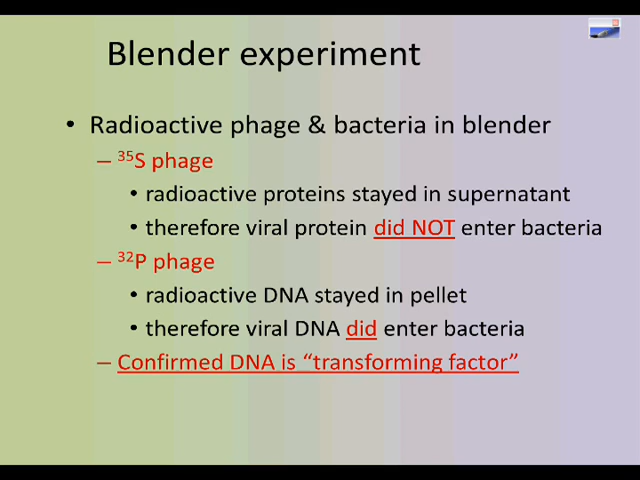 Blender experiment
• Radioactive phage & bacteria in blender
– ³⁵S phage
• radioactive proteins stayed in supernatant
• therefore viral protein did NOT enter bacteria
– ³²P phage
• radioactive DNA stayed in pellet
• therefore viral DNA did enter bacteria
– Confirmed DNA is “transforming factor”